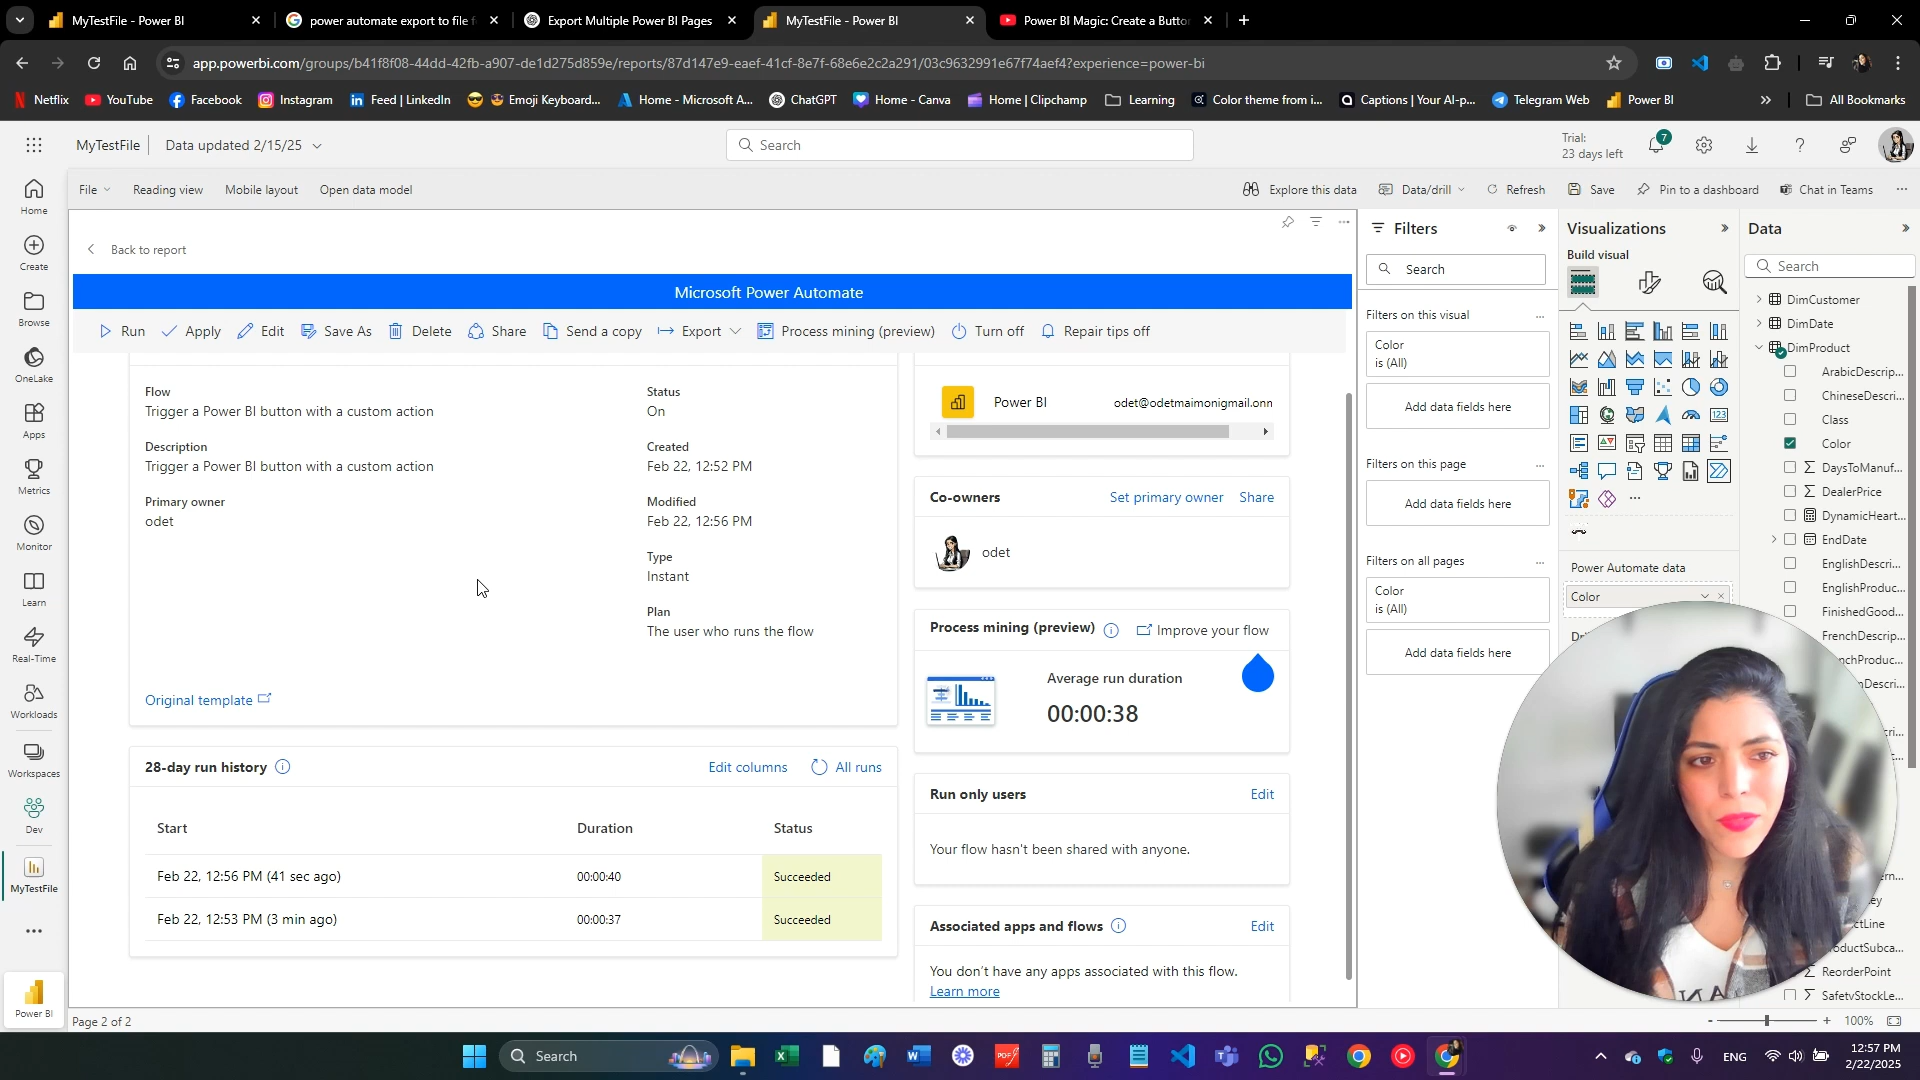 MyTestFile - Power BI
power automate export to file f
Export Multiple Power BI Pages
MyTestFile - Power BI
Power BI Magic: Create a Butto
app.powerbi.com/groups/b41f8f08-44dd-42fb-a907-de1d275d859e/reports/87d147e9-eaef-41cf-8e7f-68e6e2c2a291/03c9632991e67f74aef4?experience=power-bi
Netflix
YouTube
Facebook
Instagram
Feed | LinkedIn
Emoji Keyboard...
Home - Microsoft A...
ChatGPT
Home - Canva
Home | Clipchamp
Learning
Color theme from i...
Captions | Your AI-p...
Telegram Web
Power BI
All Bookmarks
MyTestFile
Data updated 2/15/25
Search
Trial:
23 days left
7
File
Reading view
Mobile layout
Open data model
Explore this data
Data/drill
Refresh
Save
Pin to a dashboard
Chat in Teams
Home
Create
Browse
OneLake
Apps
Metrics
Monitor
Learn
Real-Time
Workloads
Workspaces
Dev
MyTestFile
Power BI
Back to report
Microsoft Power Automate
Run
Apply
Edit
Save As
Delete
Share
Send a copy
Export
Process mining (preview)
Turn off
Repair tips off
Flow
Trigger a Power BI button with a custom action
Description
Trigger a Power BI button with a custom action
Primary owner
odet
Status
On
Created
Feb 22, 12:52 PM
Modified
Feb 22, 12:56 PM
Type
Instant
Plan
The user who runs the flow
Original template
28-day run history
Edit columns
All runs
Start
Duration
Status
Feb 22, 12:56 PM (41 sec ago)
00:00:40
Succeeded
Feb 22, 12:53 PM (3 min ago)
00:00:37
Succeeded
Power BI
odet@odetmaimonigmail.onn
Co-owners
Set primary owner
Share
odet
Process mining (preview)
Improve your flow
Average run duration
00:00:38
Run only users
Edit
Your flow hasn't been shared with anyone.
Associated apps and flows
Edit
You don't have any apps associated with this flow.
Learn more
Filters
Search
Filters on this visual
Color
is (All)
Add data fields here
Filters on this page
Add data fields here
Filters on all pages
Color
is (All)
Add data fields here
Visualizations
Build visual
123
Power Automate data
Color
Data
Search
DimCustomer
DimDate
DimProduct
ArabicDescrip...
ChineseDescri...
Class
Color
DaysToManuf...
DealerPrice
DynamicHeart...
EndDate
EnglishDescri...
EnglishProduc...
FinishedGood...
FrenchDescrip...
ReorderPoint
SafetyStockLe...
Page 2 of 2
100%
Search
ENG
12:57 PM
2/22/2025